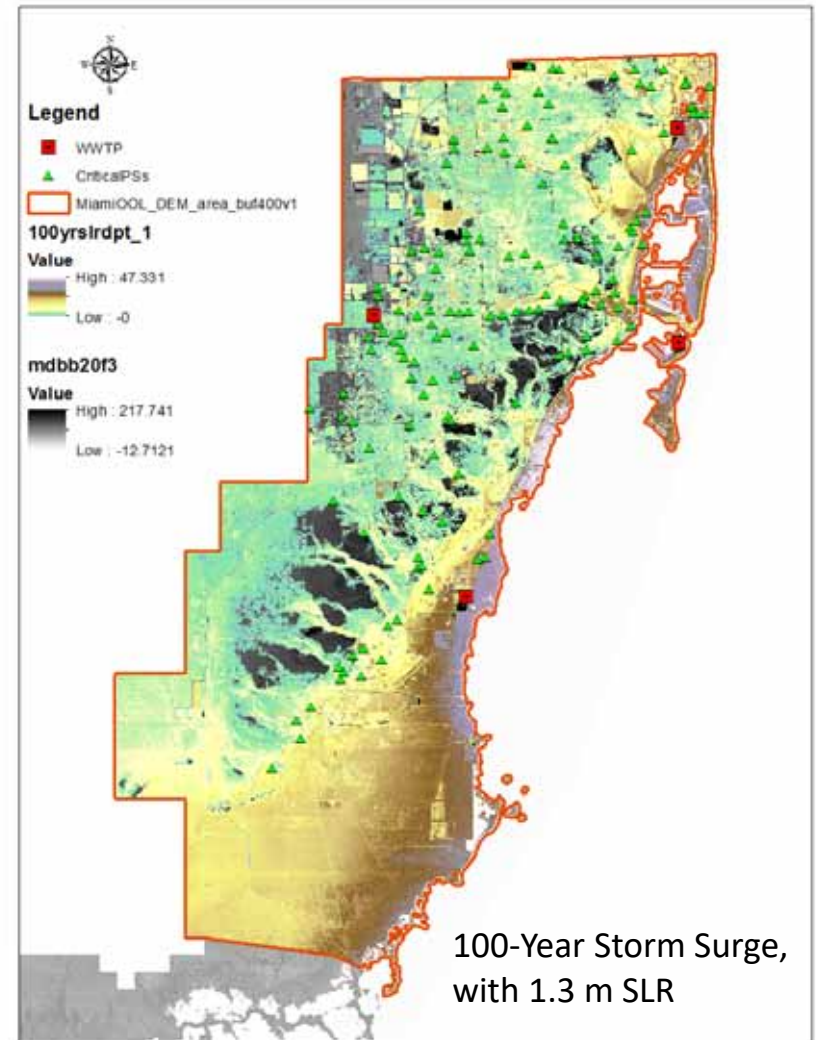 N
W E
S
Legend
WWTP
CriticalPSs
MiamiOOL_DEM_area_buf400v1
100yrslrdpt_1
Value
High : 47.331
Low : -0
mdbb20f3
Value
High : 217.741
Low : -12.7121
100-Year Storm Surge,
with 1.3 m SLR